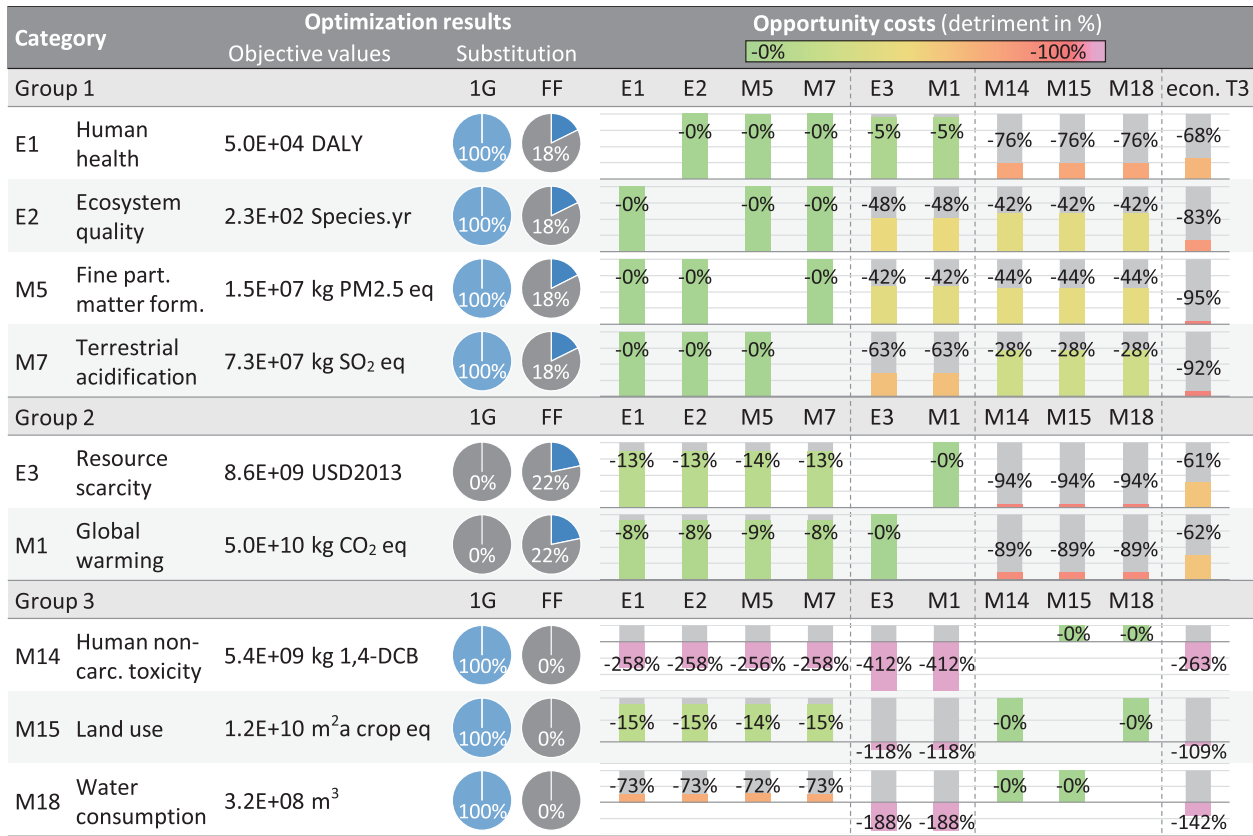 Category Optimization results Opportunity costs (detriment in %)
Objective values Substitution -0% -100%
Group 1 1G FF E1 E2 M5 M7 E3 M1 M14 M15 M18 econ. T3
E1 Human health 5.0E+04 DALY 100% 18% -0% -0% -0% -5% -5% -76% -76% -76% -68%
E2 Ecosystem quality 2.3E+02 Species.yr 100% 18% -0% -0% -0% -48% -48% -42% -42% -42% -83%
M5 Fine part. matter form. 1.5E+07 kg PM2.5 eq 100% 18% -0% -0% -0% -42% -42% -44% -44% -44% -95%
M7 Terrestrial acidification 7.3E+07 kg SO₂ eq 100% 18% -0% -0% -0% -63% -63% -28% -28% -28% -92%
Group 2 1G FF E1 E2 M5 M7 E3 M1 M14 M15 M18
E3 Resource scarcity 8.6E+09 USD2013 0% 22% -13% -13% -14% -13% -0% -94% -94% -94% -61%
M1 Global warming 5.0E+10 kg CO₂ eq 0% 22% -8% -8% -9% -8% -0% -89% -89% -89% -62%
Group 3 1G FF E1 E2 M5 M7 E3 M1 M14 M15 M18
M14 Human non-carc. toxicity 5.4E+09 kg 1,4-DCB 100% 0% -258% -258% -256% -258% -412% -412% -0% -0% -263%
M15 Land use 1.2E+10 m²a crop eq 100% 0% -15% -15% -14% -15% -118% -118% -0% -0% -109%
M18 Water consumption 3.2E+08 m³ 100% 0% -73% -73% -72% -73% -188% -188% -0% -0% -142%